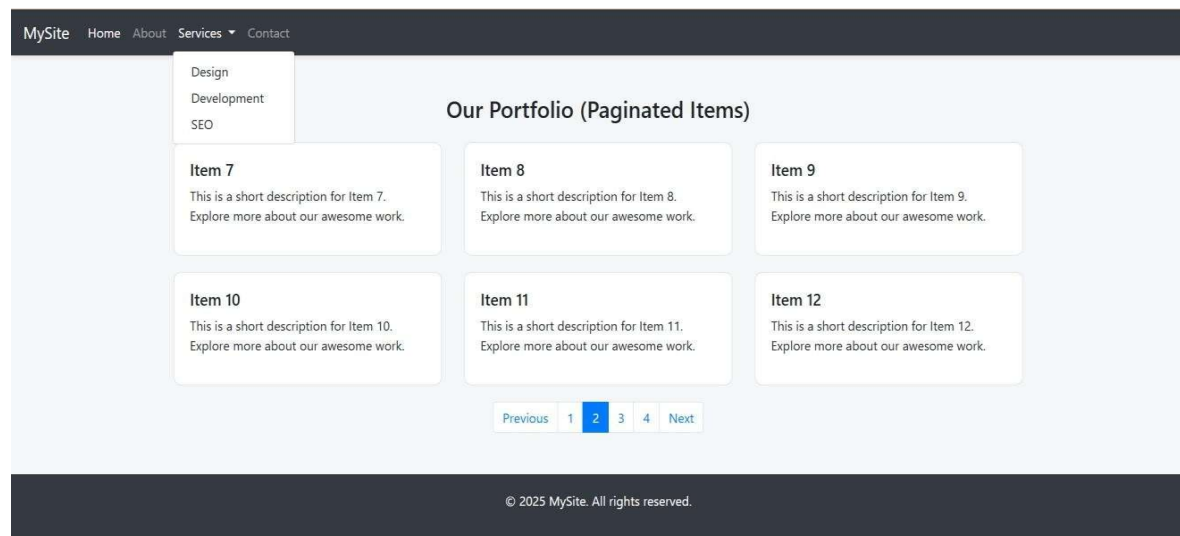 MySite Home About Services Contact
Design
Development
SEO
Our Portfolio (Paginated Items)
Item 7
This is a short description for Item 7.
Explore more about our awesome work.
Item 8
This is a short description for Item 8.
Explore more about our awesome work.
Item 9
This is a short description for Item 9.
Explore more about our awesome work.
Item 10
This is a short description for Item 10.
Explore more about our awesome work.
Item 11
This is a short description for Item 11.
Explore more about our awesome work.
Item 12
This is a short description for Item 12.
Explore more about our awesome work.
Previous 1 2 3 4 Next
© 2025 MySite. All rights reserved.